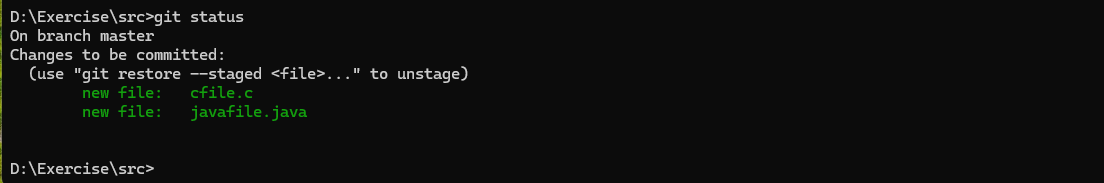 D:\Exercise\src>git status
On branch master
Changes to be committed:
  (use "git restore --staged <file>..." to unstage)
        new file:   cfile.c
        new file:   javafile.java
D:\Exercise\src>